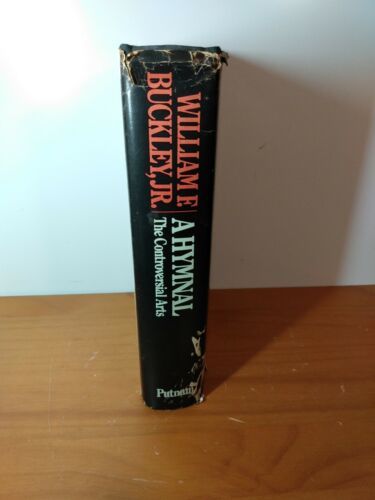 WILLIAM F.
BUCKLEY, JR.
A HYMNAL
The Controversial Arts
Putnam